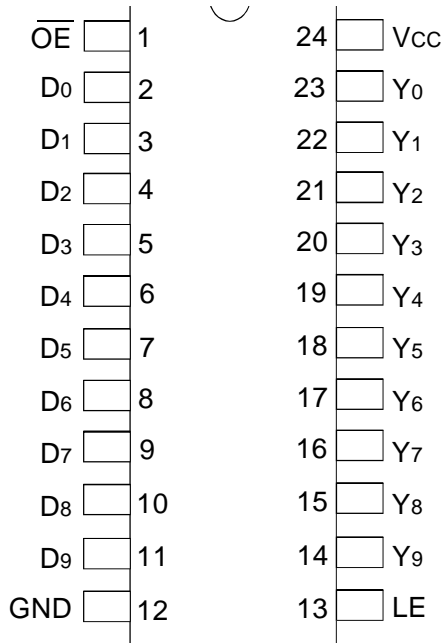 OE 1 24 VCC
D0 2 23 Y0
D1 3 22 Y1
D2 4 21 Y2
D3 5 20 Y3
D4 6 19 Y4
D5 7 18 Y5
D6 8 17 Y6
D7 9 16 Y7
D8 10 15 Y8
D9 11 14 Y9
GND 12 13 LE